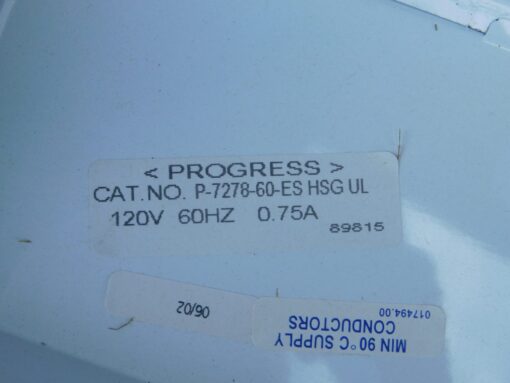 < PROGRESS >
CAT.NO. P-7278-60-ES HSG UL
120V 60HZ 0.75A
89815
06/02
MIN 90°C SUPPLY
CONDUCTORS
017494.00